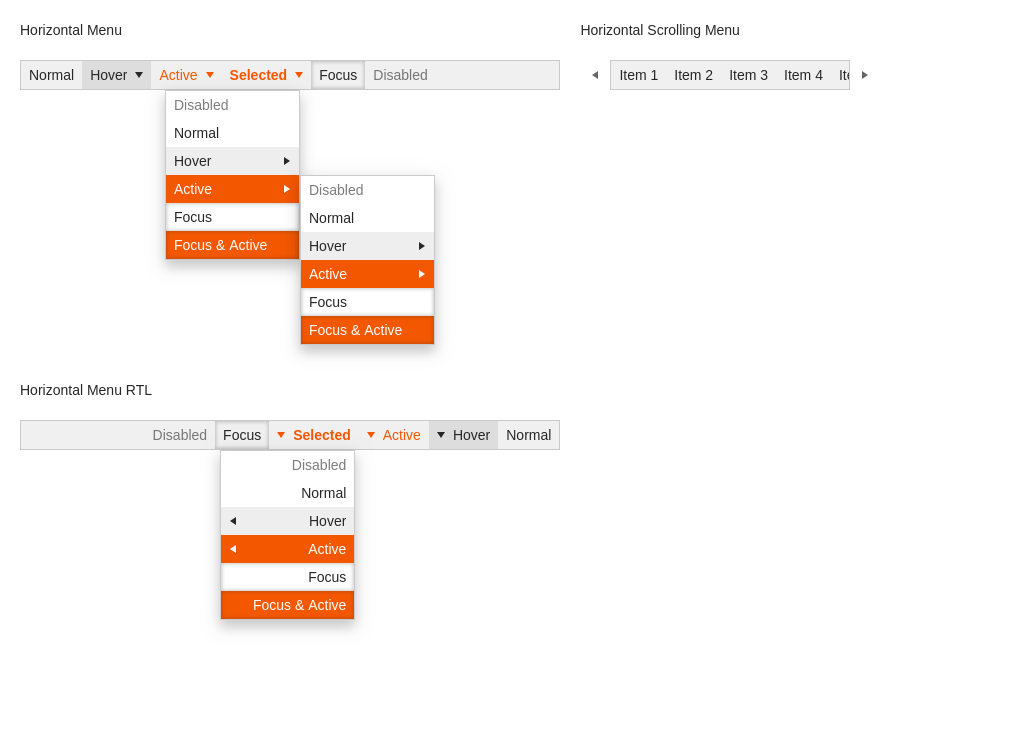 Horizontal Menu
Horizontal Scrolling Menu
Normal Hover Active Selected Focus Disabled
Item 1 Item 2 Item 3 Item 4 Ite
Disabled
Normal
Hover
Active
Focus
Focus & Active
Disabled
Normal
Hover
Active
Focus
Focus & Active
Horizontal Menu RTL
Disabled Focus Selected Active Hover Normal
Disabled
Normal
Hover
Active
Focus
Focus & Active